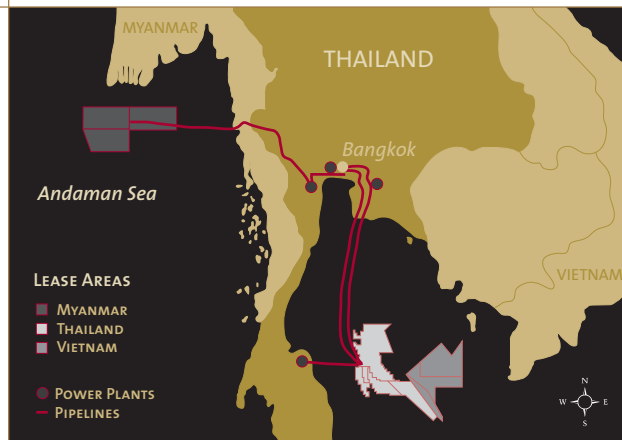 MYANMAR
THAILAND
Bangkok
Andaman Sea
VIETNAM
LEASE AREAS
MYANMAR
THAILAND
VIETNAM
POWER PLANTS
PIPELINES
N
W E
S